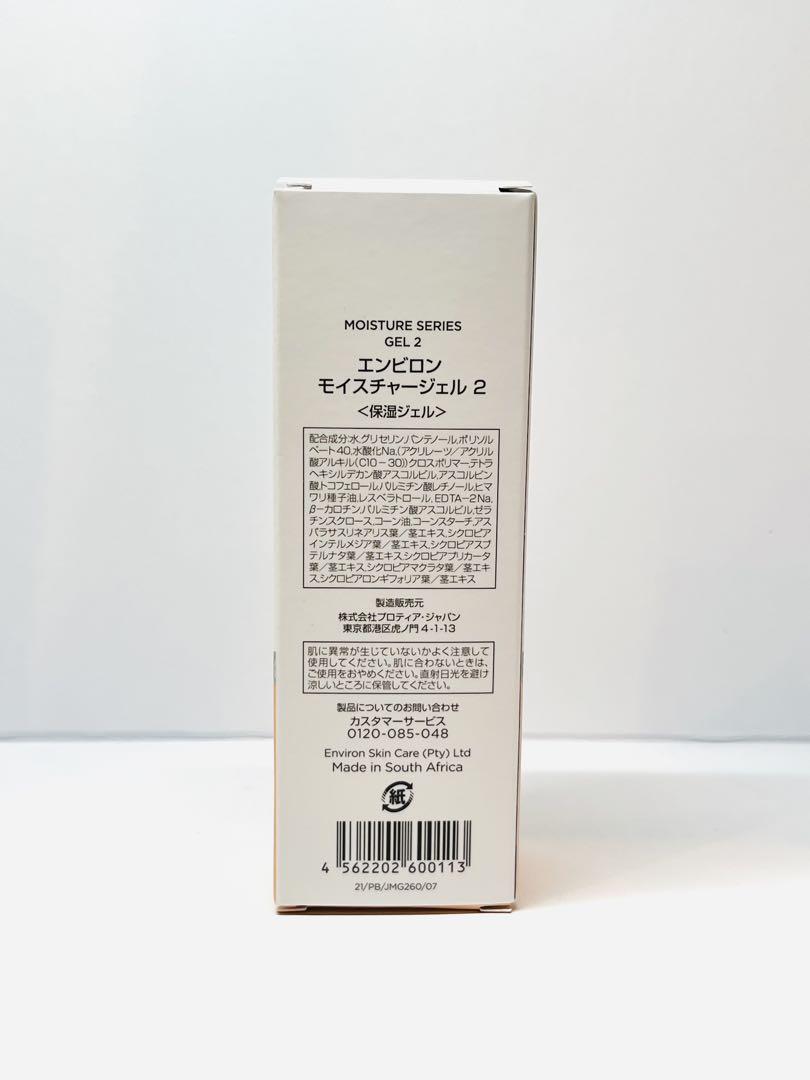 MOISTURE SERIES
GEL 2
エンビロン
モイスチャージェル 2
＜保湿ジェル＞
配合成分:水,グリセリン,パンテノール,ポリソル
ベート40,水酸化Na,(アクリレーツ／アクリル
酸アルキル(C10－30))クロスポリマー,テトラ
ヘキシルデカン酸アスコルビル,アスコルビン
酸トコフェロール,パルミチン酸レチノール,ヒマ
ワリ種子油,レスベラトロール,EDTA－2Na,
β－カロチン,パルミチン酸アスコルビル,ゼラ
チン,スクロース,コーン油,コーンスターチ,アス
パラサスリネアリス葉／茎エキス,シクロピア
インテルメジア葉／茎エキス,シクロピアスブ
テルナタ葉／茎エキス,シクロピアプリカータ
葉／茎エキス,シクロピアマクラタ葉／茎エキ
ス,シクロピアロンギフォリア葉／茎エキス
製造販売元
株式会社プロティア・ジャパン
東京都港区虎ノ門 4-1-13
肌に異常が生じていないかよく注意して
使用してください。肌に合わないときは、
ご使用をおやめください。直射日光を避け
涼しいところに保管してください。
製品についてのお問い合わせ
カスタマーサービス
0120-085-048
Environ Skin Care (Pty) Ltd
Made in South Africa
紙
4 562202 600113
21/PB/JMG260/07